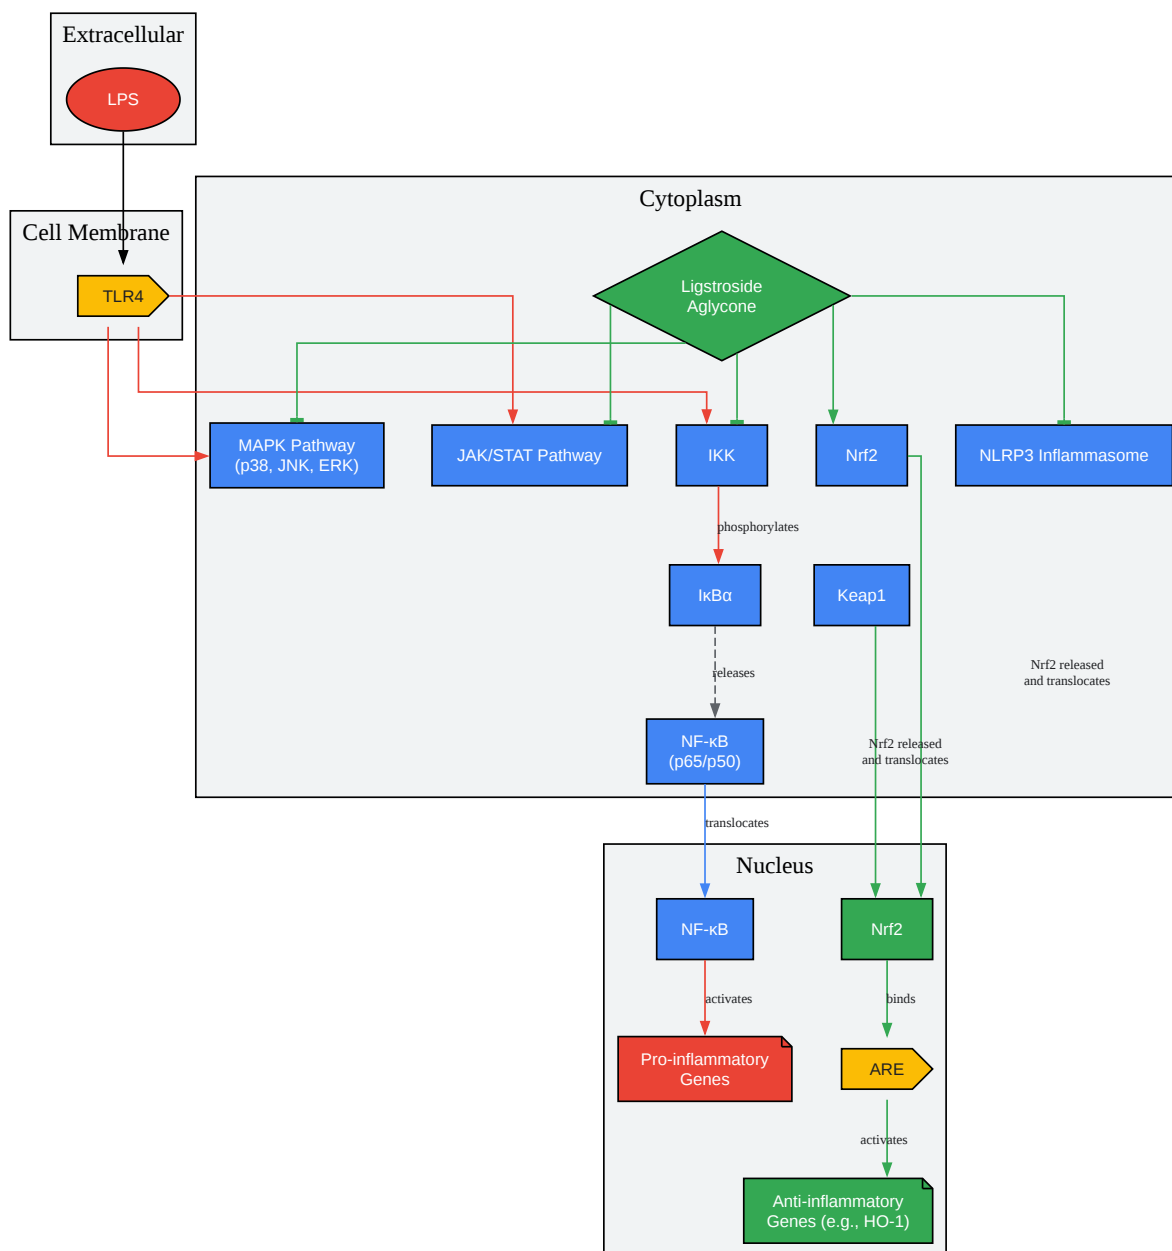 Extracellular
LPS
Cytoplasm
Cell Membrane
TLR4
Ligstroside
Aglycone
MAPK Pathway
(p38, JNK, ERK)
JAK/STAT Pathway
IKK
Nrf2
NLRP3 Inflammasome
phosphorylates
IκBα
Keap1
releases
Nrf2 released
and translocates
NF-κB
(p65/p50)
Nrf2 released
and translocates
translocates
Nucleus
NF-κB
Nrf2
activates
binds
Pro-inflammatory
Genes
ARE
activates
Anti-inflammatory
Genes (e.g., HO-1)